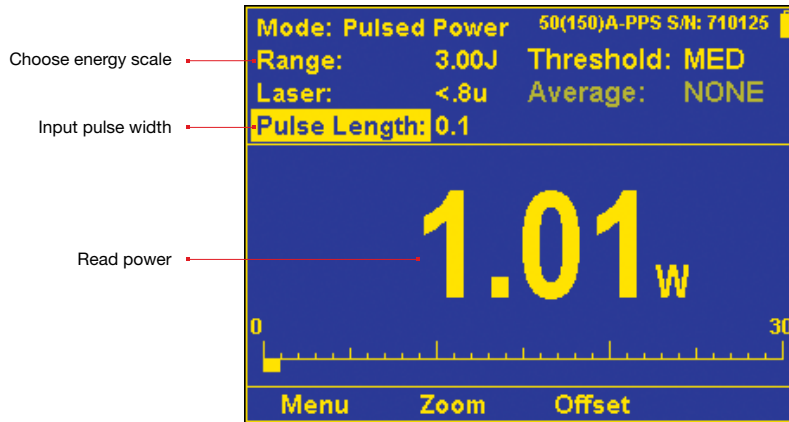 Mode: Pulsed Power 50(150)A-PPS S/N: 710125
Choose energy scale Range: 3.00J Threshold: MED
Laser: <.8u Average: NONE
Input pulse width Pulse Length: 0.1
Read power 1.01 W
0 30
Menu Zoom Offset